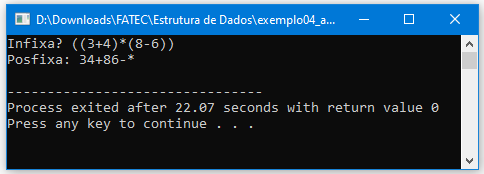 D:\Downloads\FATEC\Estrutura de Dados\exemplo04_a...
Infixa? ((3+4)*(8-6))
Posfixa: 34+86-*
--------------------------------
Process exited after 22.07 seconds with return value 0
Press any key to continue . . .